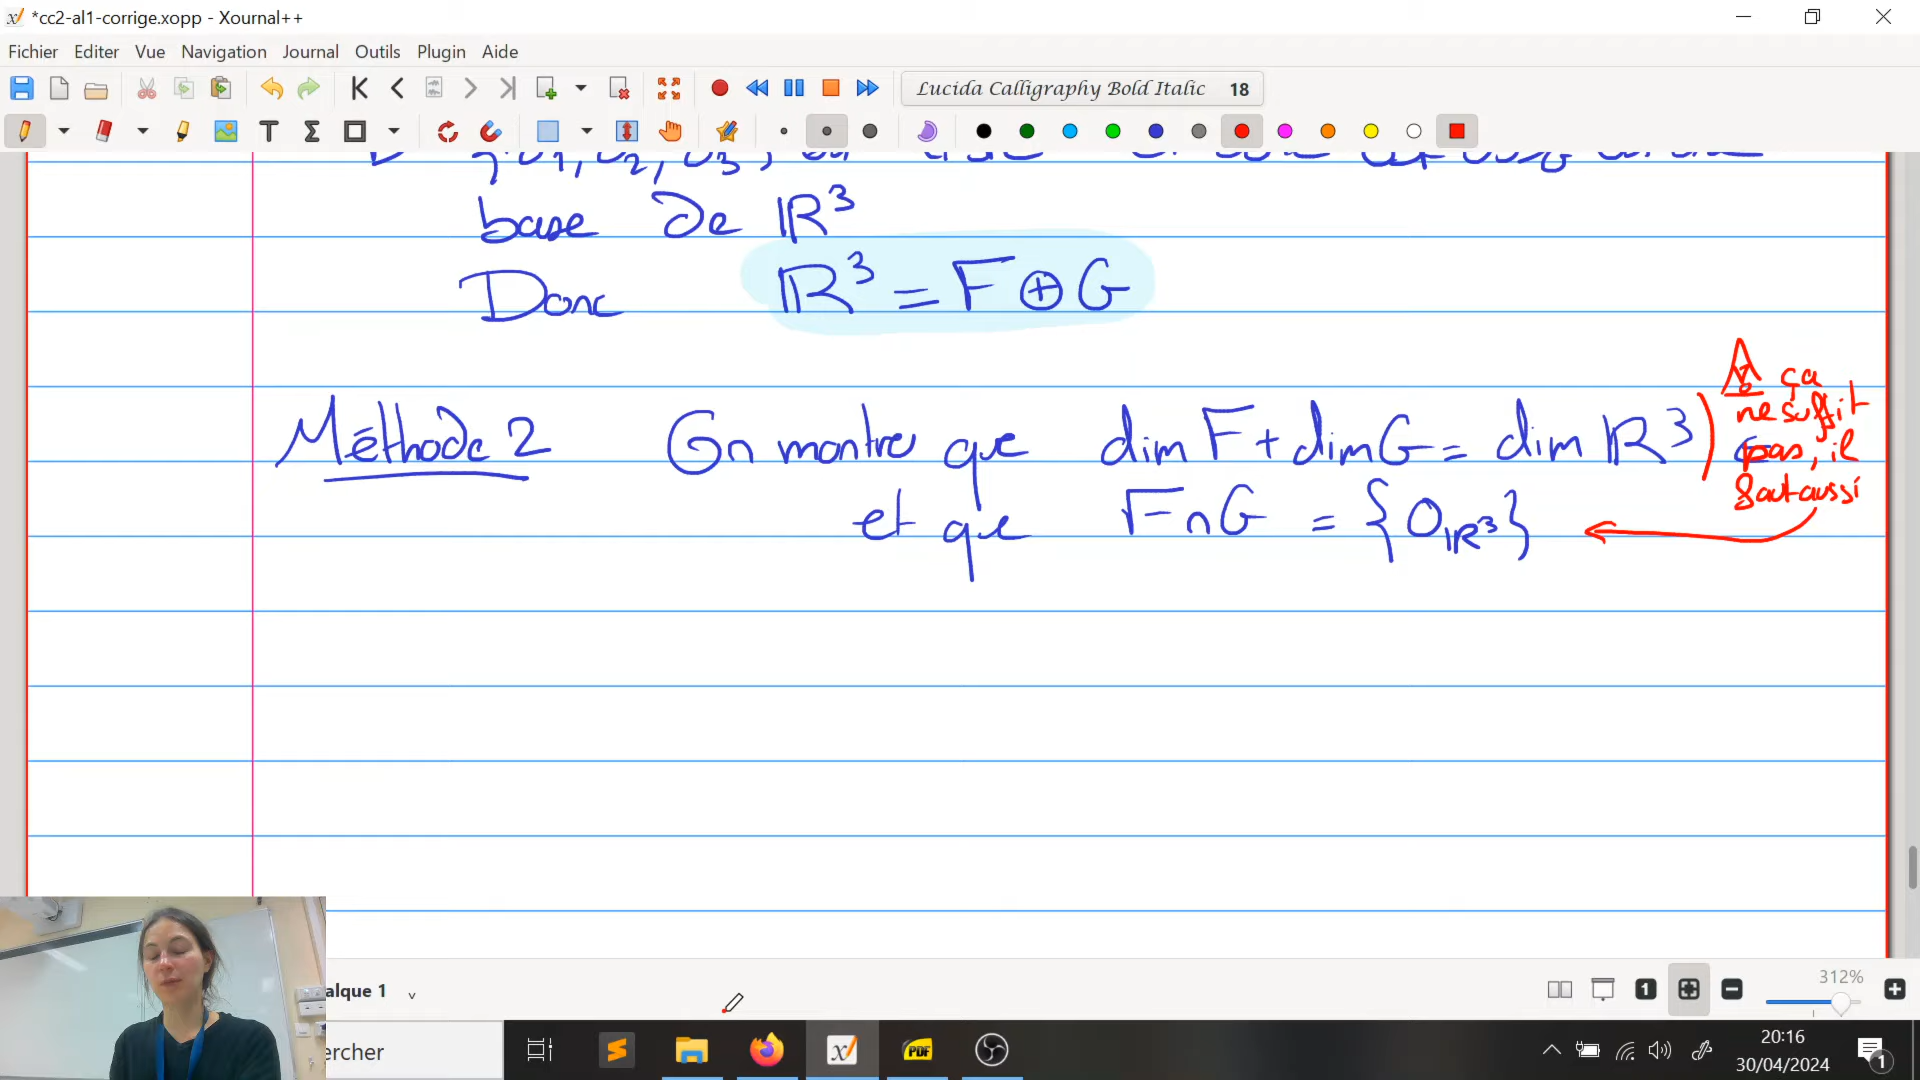 *cc2-al1-corrige.xopp - Xournal++
Fichier Editer Vue Navigation Journal Outils Plugin Aide
Lucida Calligraphy Bold Italic 18
base de ℝ³
Donc ℝ³ = F ⊕ G
Méthode 2 On montre que dim F + dim G = dim ℝ³
et que F ∩ G = {0ℝ³}
⚠ ça
ne suffit
pas, il
faut aussi
alque 1
312%
ercher
20:16
30/04/2024
1